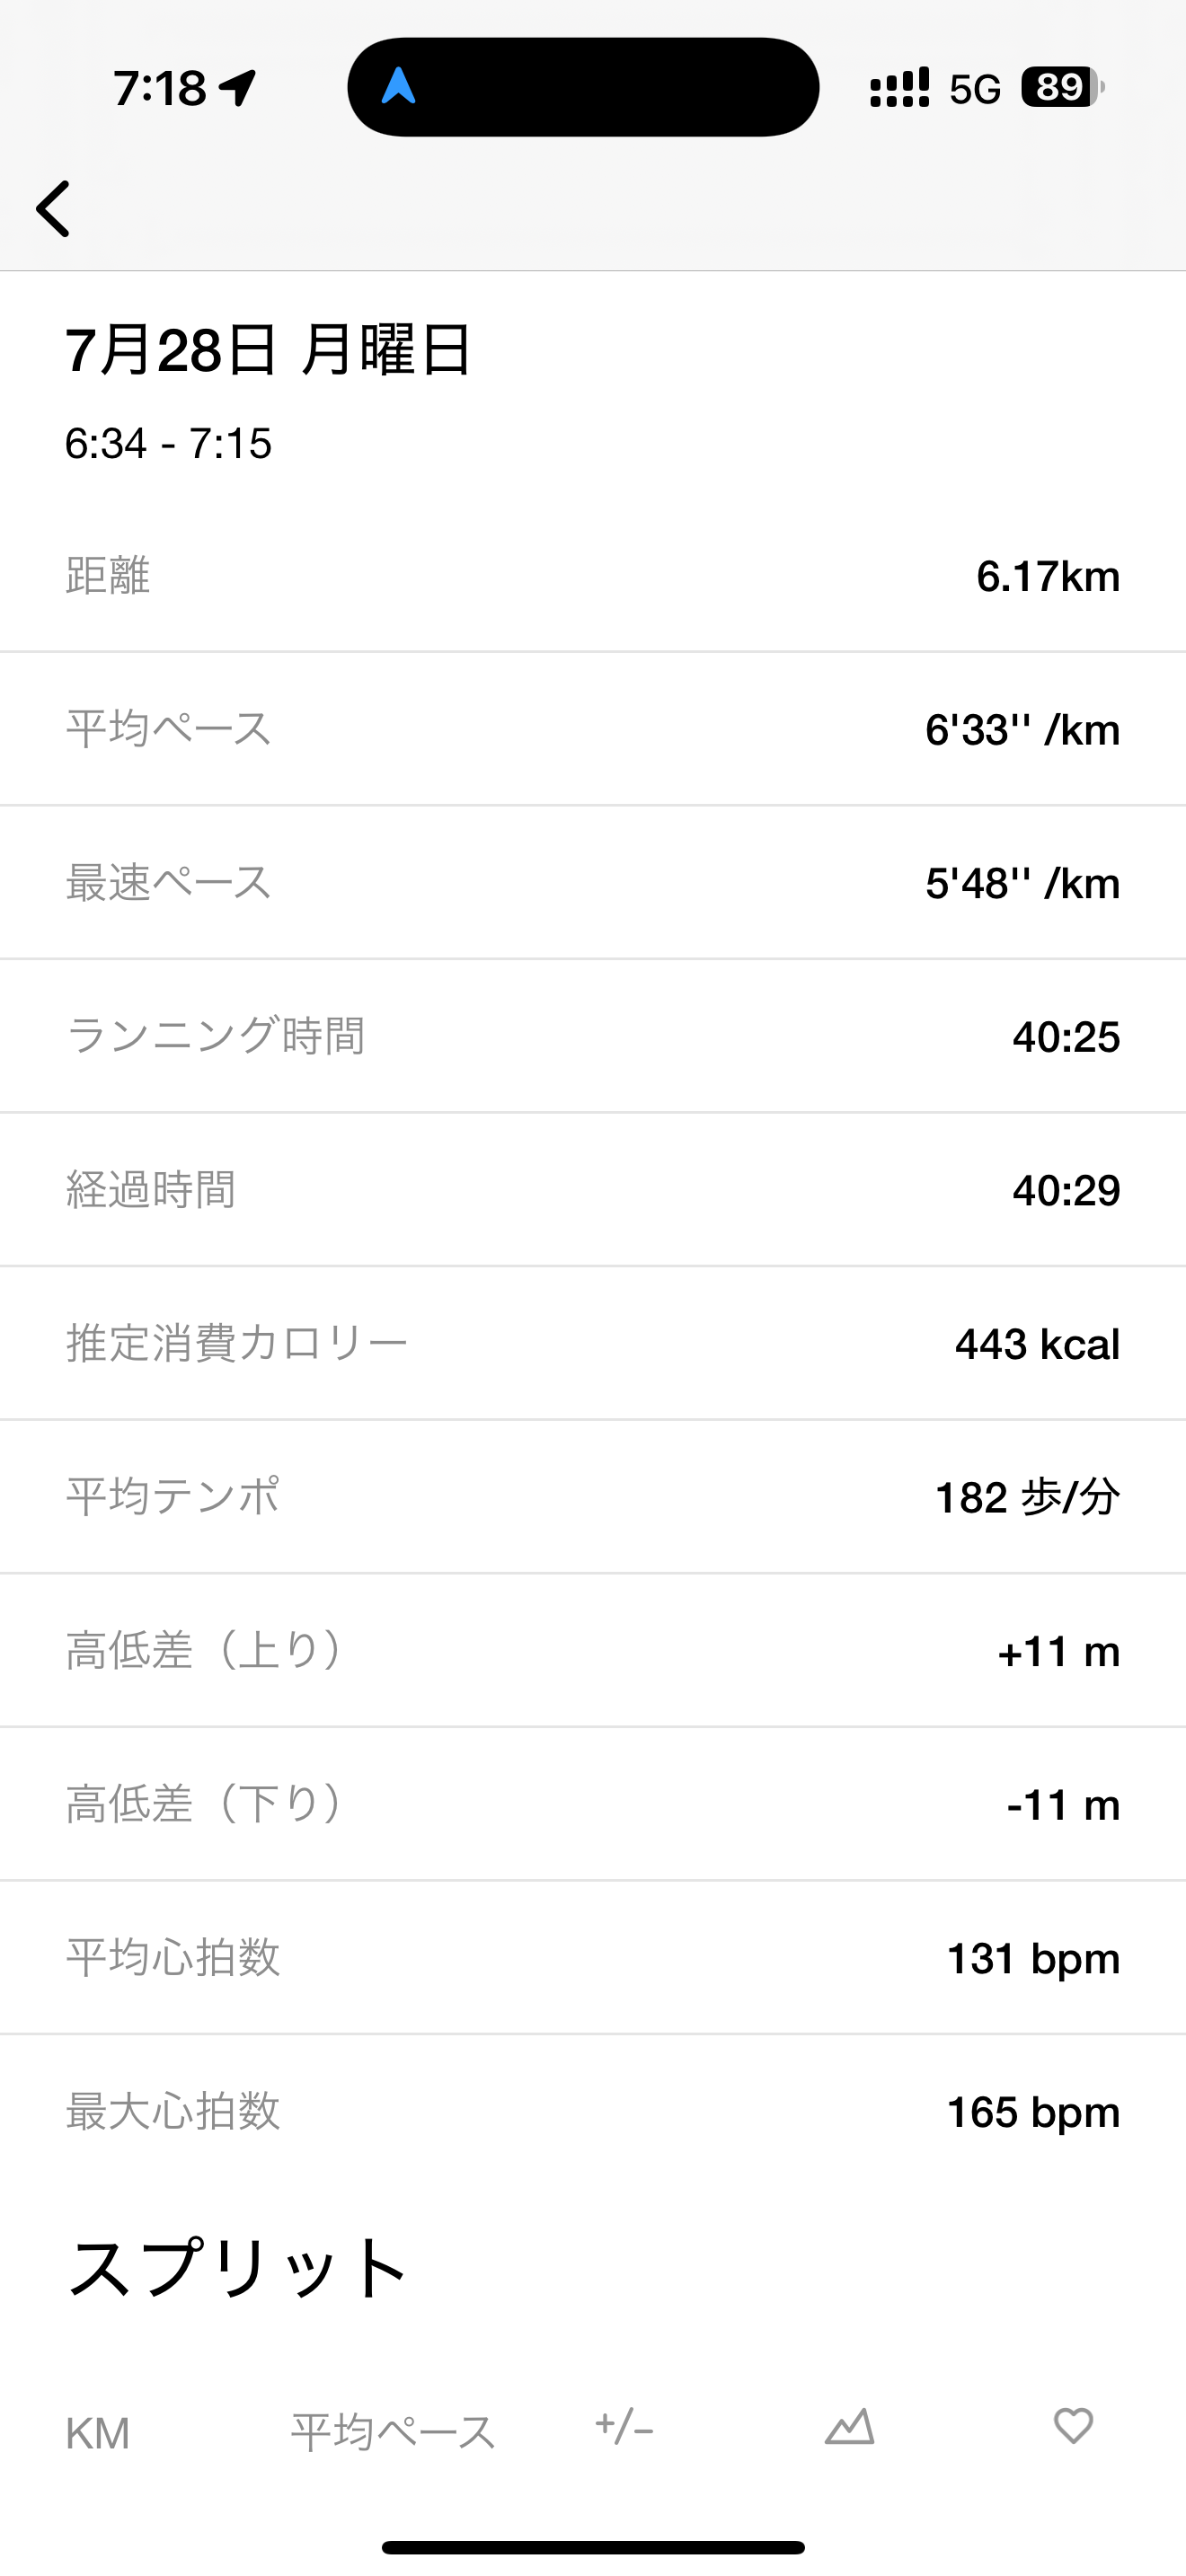 7:18 5G 89
7月28日 月曜日
6:34 - 7:15
距離 6.17km
平均ペース 6'33'' /km
最速ペース 5'48'' /km
ランニング時間 40:25
経過時間 40:29
推定消費カロリー 443 kcal
平均テンポ 182 歩/分
高低差（上り） +11 m
高低差（下り） -11 m
平均心拍数 131 bpm
最大心拍数 165 bpm
スプリット
KM 平均ペース +/-